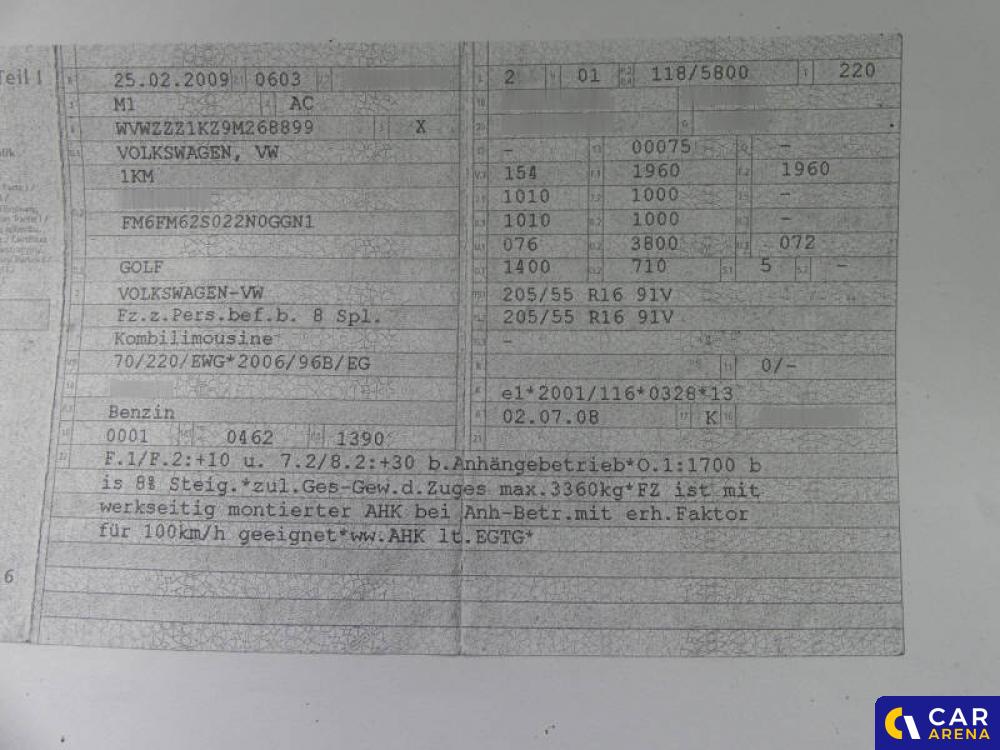 Teil I
25.02.2009 0603
M1 AC
WVWZZZ1KZ9M268899 X
VOLKSWAGEN, VW
1KM
FM6FM62S022N0GGN1
GOLF
VOLKSWAGEN-VW
Fz.z.Pers.bef.b. 8 Spl.
Kombilimousine
70/220/EWG*2006/96B/EG
Benzin
0001 0462 1390
2 01 118/5800 220
- 00075 -
154 1960 1960
1010 1000 -
1010 1000 -
076 3800 072
1400 710 5 -
205/55 R16 91V
205/55 R16 91V
-
0/-
e1*2001/116*0328*13
02.07.08 K
F.1/F.2:+10 u. 7.2/8.2:+30 b.Anhängebetrieb*O.1:1700 b
is 8% Steig.*zul.Ges-Gew.d.Zuges max.3360kg*FZ ist mit
werkseitig montierter AHK bei Anh-Betr.mit erh.Faktor
für 100km/h geeignet*ww.AHK lt.EGTG*
6
CAR
ARENA